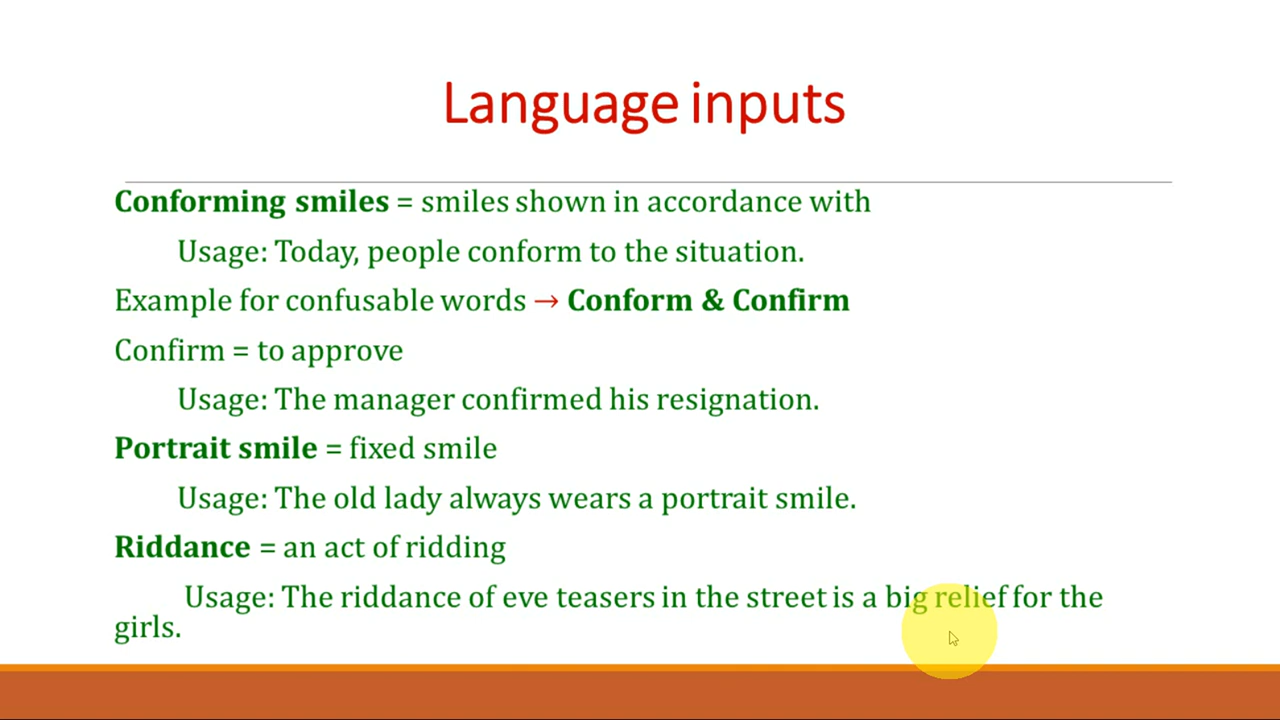 Language inputs
Conforming smiles = smiles shown in accordance with
Usage: Today, people conform to the situation.
Example for confusable words → Conform & Confirm
Confirm = to approve
Usage: The manager confirmed his resignation.
Portrait smile = fixed smile
Usage: The old lady always wears a portrait smile.
Riddance = an act of ridding
Usage: The riddance of eve teasers in the street is a big relief for the
girls.